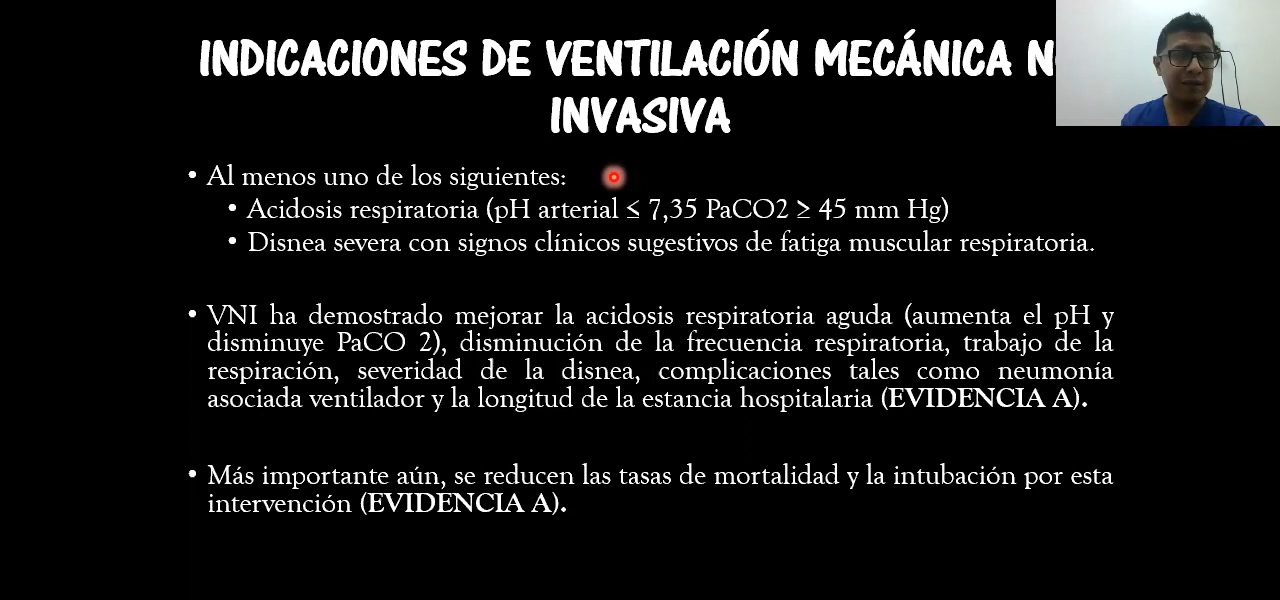 INDICACIONES DE VENTILACIÓN MECÁNICA
INVASIVA
• Al menos uno de los siguientes:
• Acidosis respiratoria (pH arterial ≤ 7,35 PaCO2 ≥ 45 mm Hg)
• Disnea severa con signos clínicos sugestivos de fatiga muscular respiratoria.
• VNI ha demostrado mejorar la acidosis respiratoria aguda (aumenta el pH y
disminuye PaCO 2), disminución de la frecuencia respiratoria, trabajo de la
respiración, severidad de la disnea, complicaciones tales como neumonía
asociada ventilador y la longitud de la estancia hospitalaria (EVIDENCIA A).
• Más importante aún, se reducen las tasas de mortalidad y la intubación por esta
intervención (EVIDENCIA A).